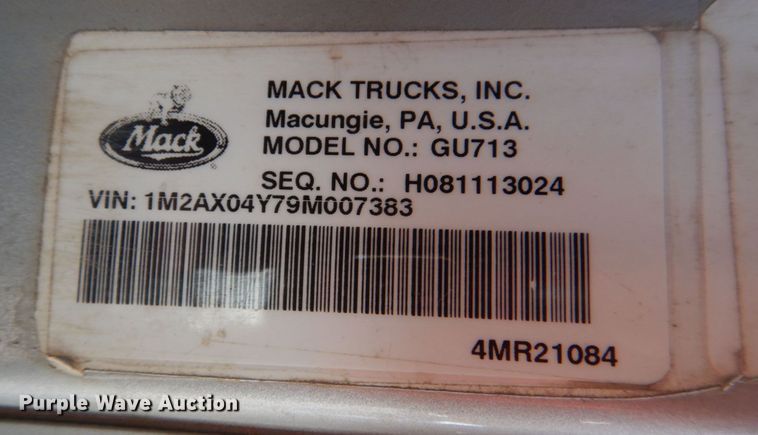 MACK TRUCKS, INC.
Macungie, PA, U.S.A.
Mack
MODEL NO.: GU713
SEQ. NO.: H081113024
VIN: 1M2AX04Y79M007383
4MR21084
Purple Wave Auction